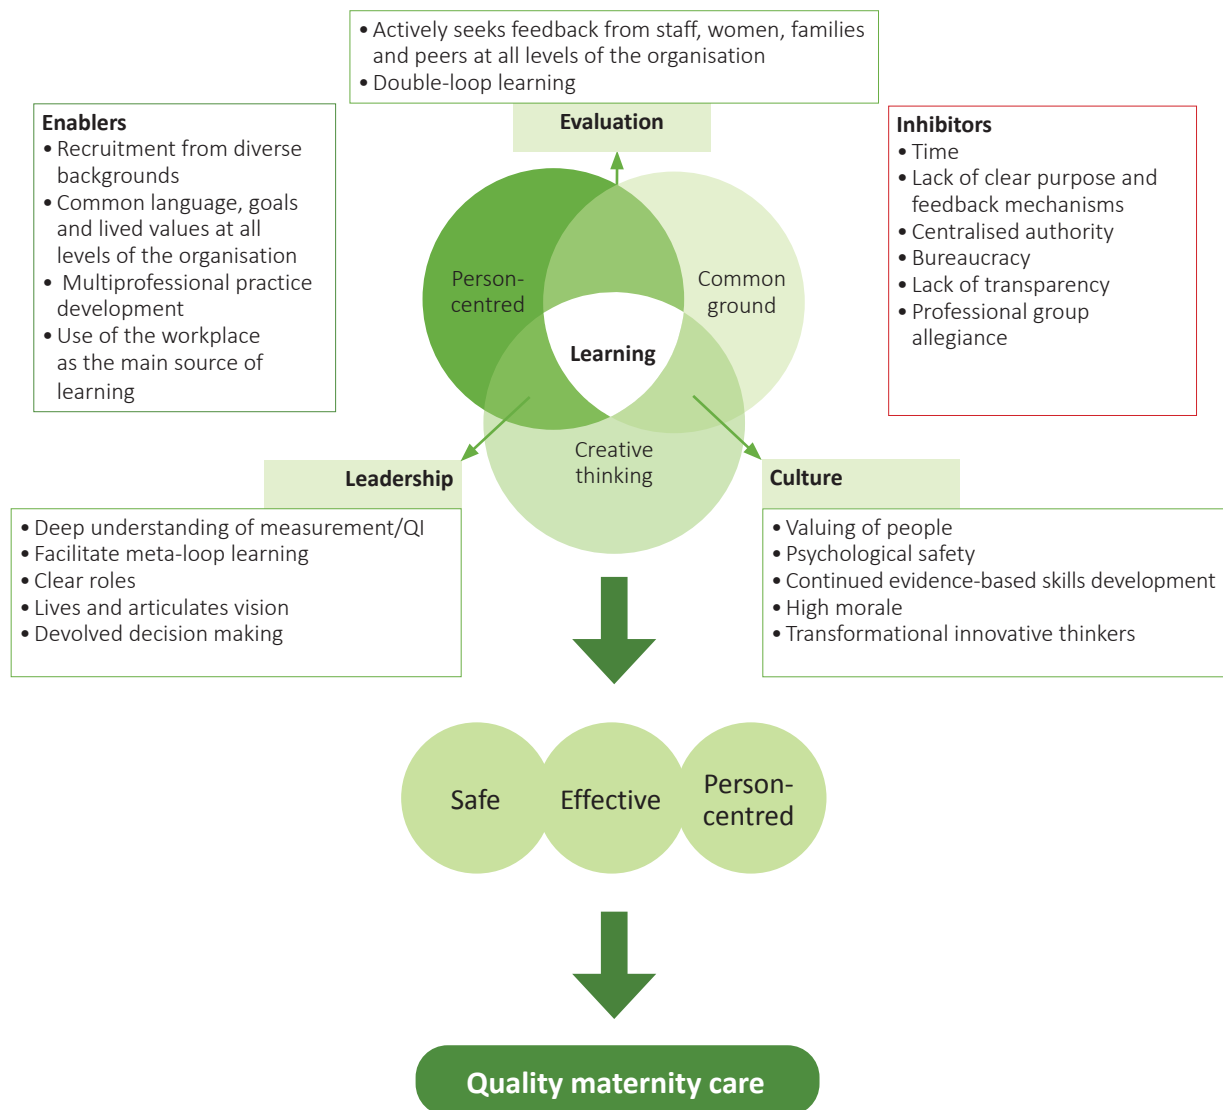 • Actively seeks feedback from staff, women, families
and peers at all levels of the organisation
• Double-loop learning
Evaluation
Enablers
• Recruitment from diverse
backgrounds
• Common language, goals
and lived values at all
levels of the organisation
• Multiprofessional practice
development
• Use of the workplace
as the main source of
learning
Inhibitors
• Time
• Lack of clear purpose and
feedback mechanisms
• Centralised authority
• Bureaucracy
• Lack of transparency
• Professional group
allegiance
Person-
centred
Common
ground
Learning
Creative
thinking
Leadership
• Deep understanding of measurement/QI
• Facilitate meta-loop learning
• Clear roles
• Lives and articulates vision
• Devolved decision making
Culture
• Valuing of people
• Psychological safety
• Continued evidence-based skills development
• High morale
• Transformational innovative thinkers
Safe
Effective
Person-
centred
Quality maternity care